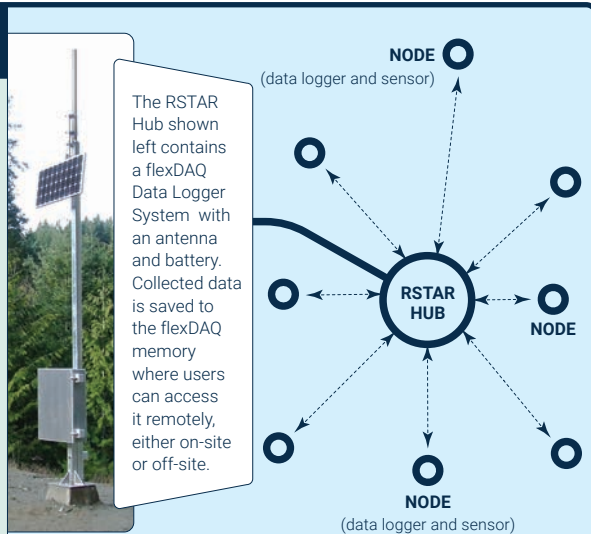 The RSTAR
Hub shown
left contains
a flexDAQ
Data Logger
System with
an antenna
and battery.
Collected data
is saved to
the flexDAQ
memory
where users
can access
it remotely,
either on-site
or off-site.
NODE
(data logger and sensor)
RSTAR
HUB
NODE
NODE
(data logger and sensor)